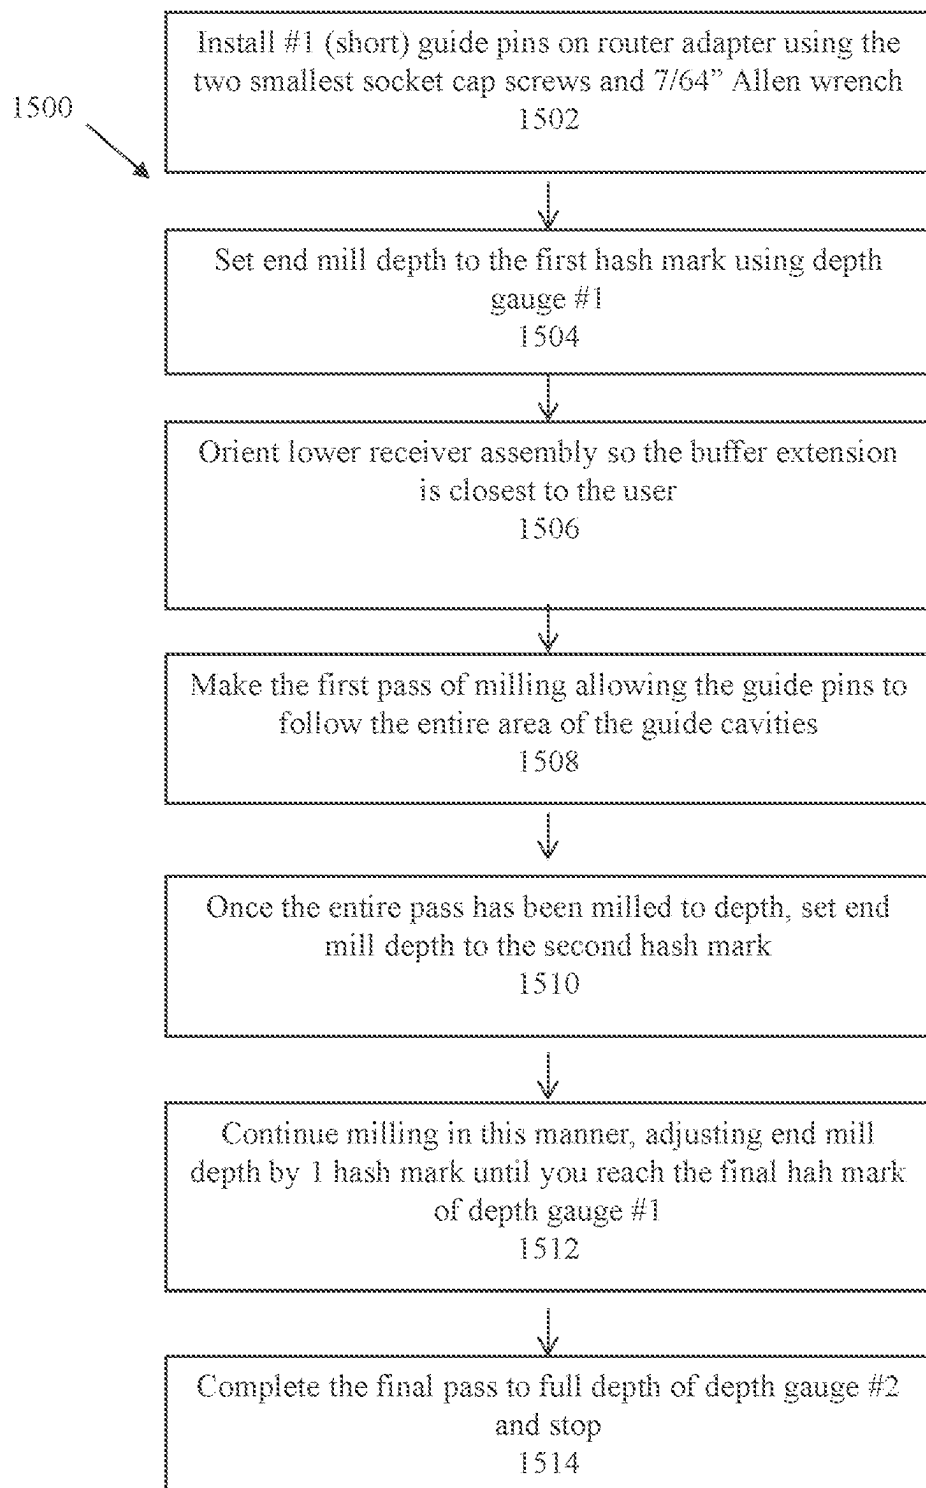 Install #1 (short) guide pins on router adapter using the
two smallest socket cap screws and 7/64” Allen wrench
1502
1500
Set end mill depth to the first hash mark using depth
gauge #1
1504
Orient lower receiver assembly so the buffer extension
is closest to the user
1506
Make the first pass of milling allowing the guide pins to
follow the entire area of the guide cavities
1508
Once the entire pass has been milled to depth, set end
mill depth to the second hash mark
1510
Continue milling in this manner, adjusting end mill
depth by 1 hash mark until you reach the final hah mark
of depth gauge #1
1512
Complete the final pass to full depth of depth gauge #2
and stop
1514